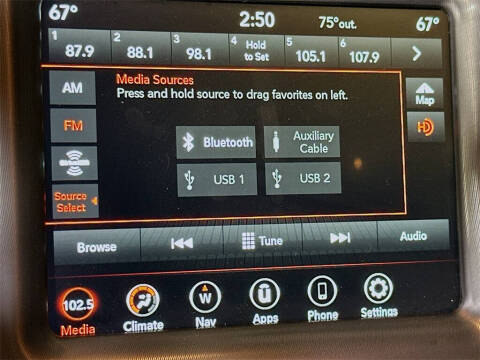 67° 2:50 75°out. 67°
1 87.9 2 88.1 3 98.1 4 Hold to Set 5 105.1 6 107.9
Media Sources
Press and hold source to drag favorites on left.
AM
FM
Source
Select
Bluetooth
Auxiliary
Cable
USB 1
USB 2
Map
HD
Browse Tune Audio
102.5 W
Media Climate Nav Apps Phone Settings